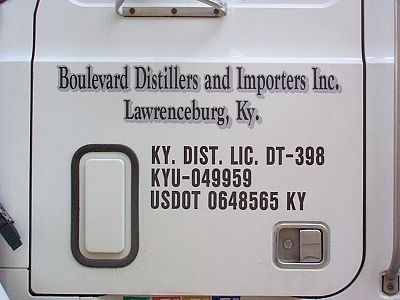 Boulevard Distillers and Importers Inc.
Lawrenceburg, Ky.
KY. DIST. LIC. DT-398
KYU-049959
USDOT 0648565 KY